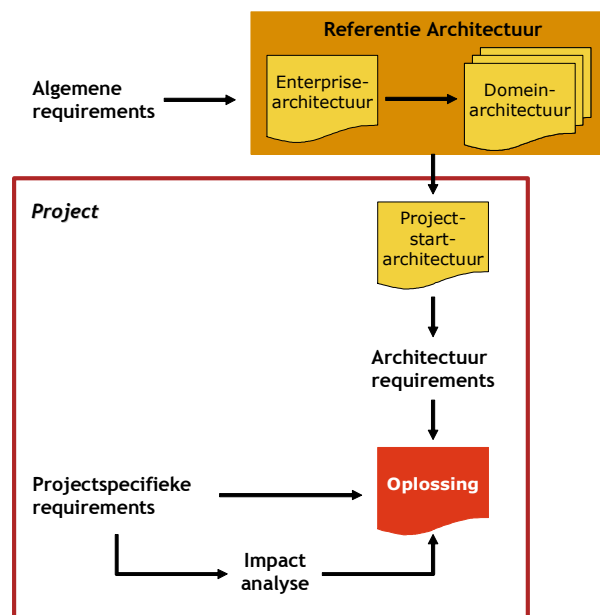 Referentie Architectuur
Algemene
requirements
Enterprise-
architectuur
Domein-
architectuur
Project
Project-
start-
architectuur
Architectuur
requirements
Projectspecifieke
requirements
Oplossing
Impact
analyse